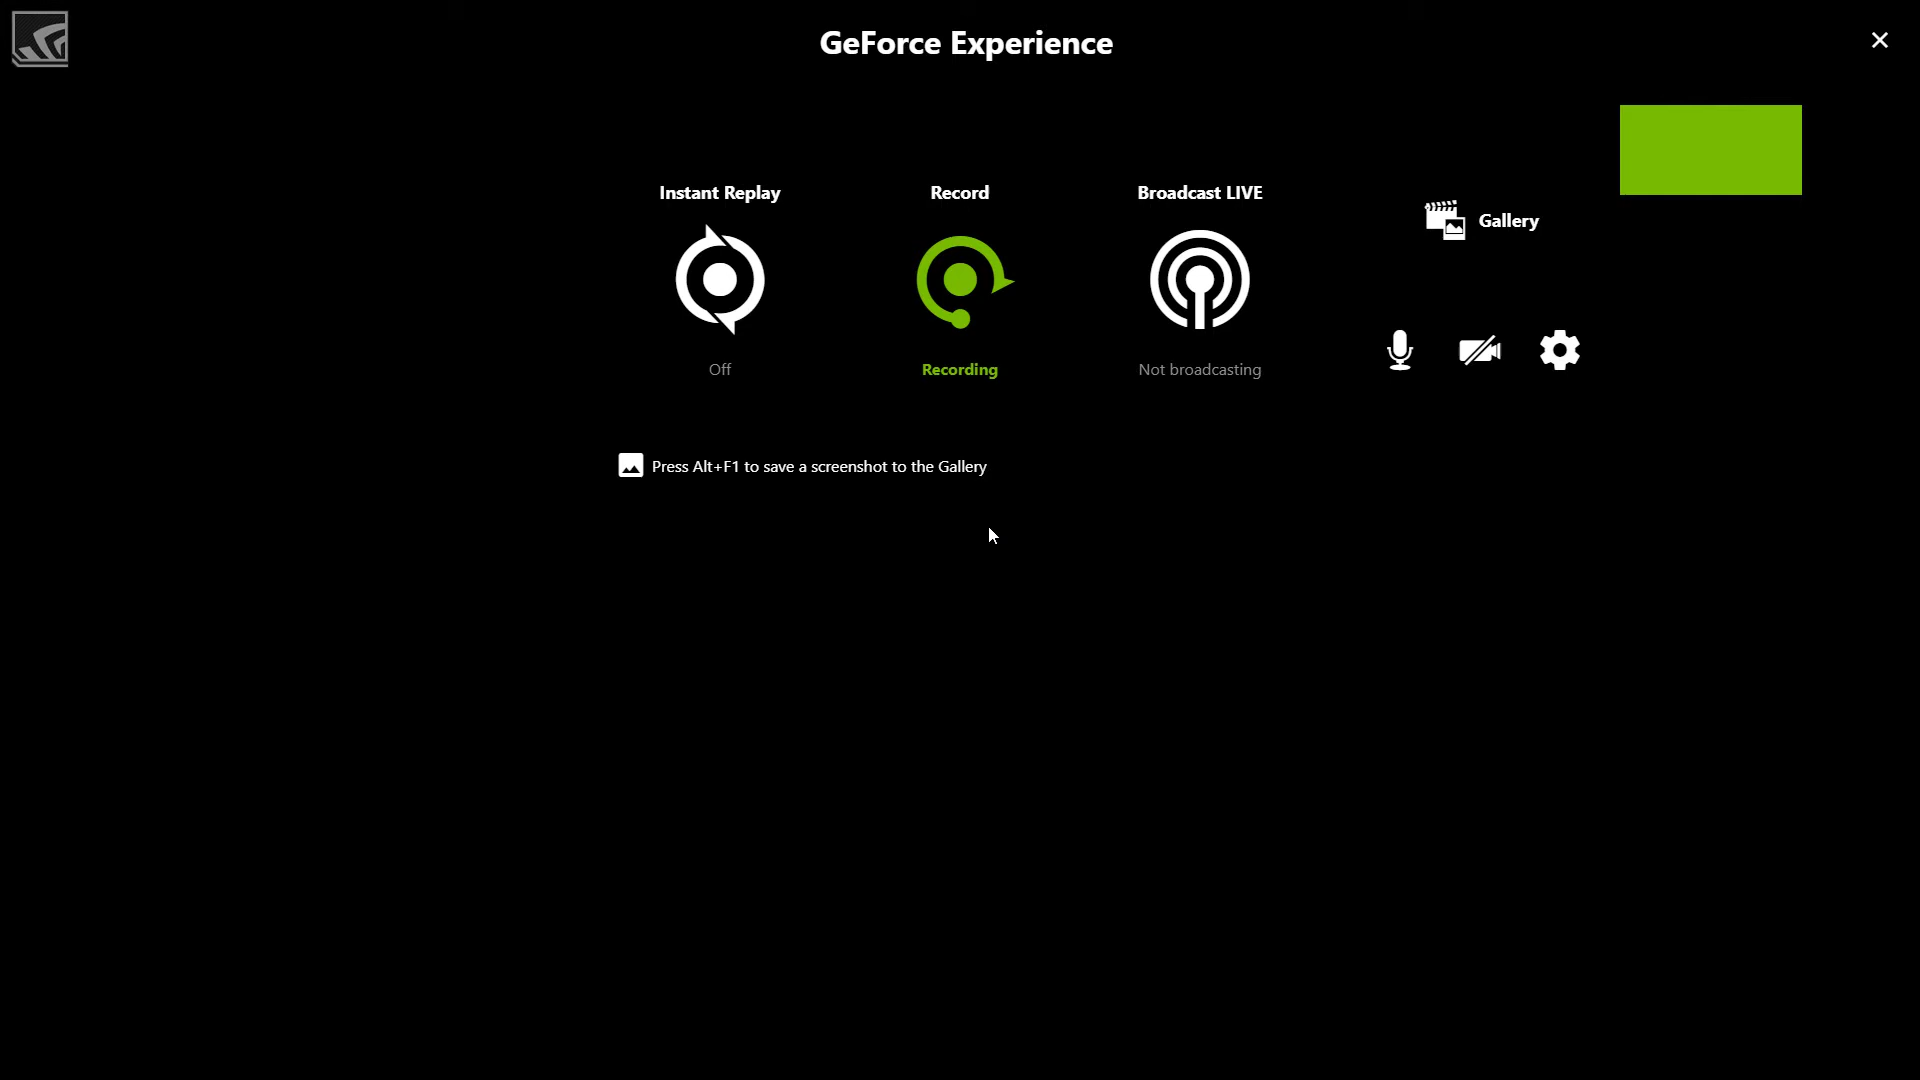 GeForce Experience
Instant Replay
Record
Broadcast LIVE
Gallery
Off
Recording
Not broadcasting
Press Alt+F1 to save a screenshot to the Gallery